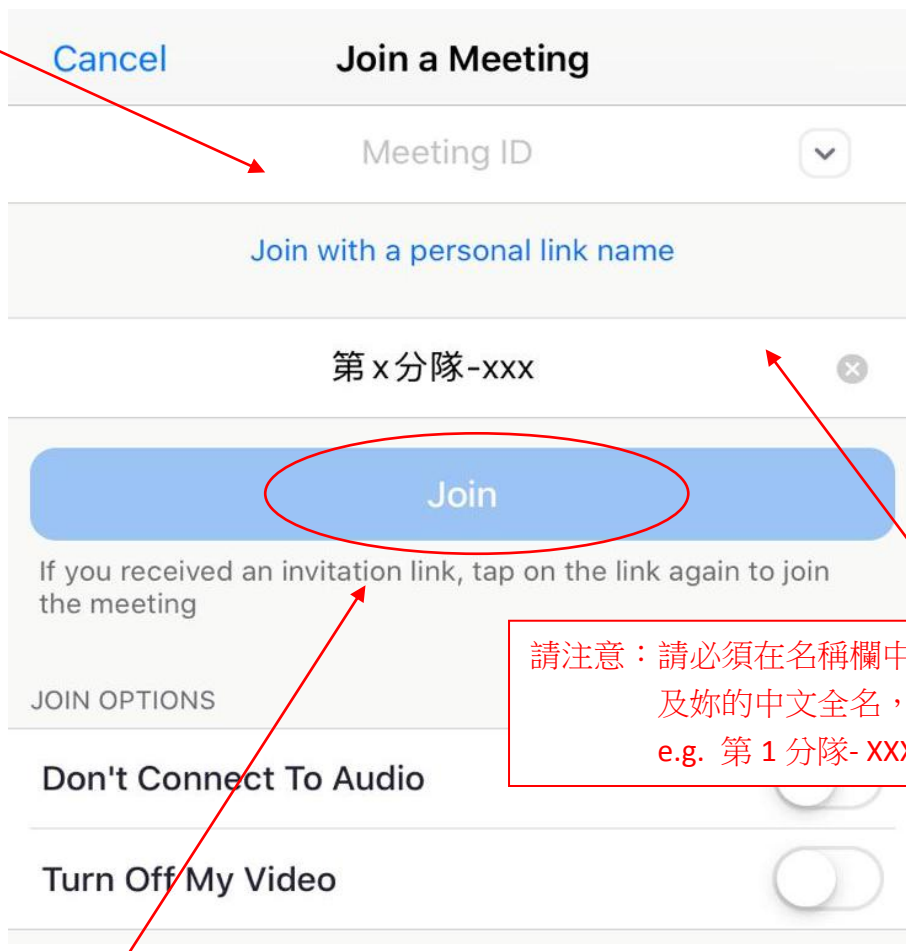 Cancel
Join a Meeting
Meeting ID
Join with a personal link name
第x分隊-xxx
Join
If you received an invitation link, tap on the link again to join
the meeting
請注意：請必須在名稱欄中
及妳的中文全名，
e.g. 第 1 分隊- XXX
JOIN OPTIONS
Don't Connect To Audio
Turn Off My Video